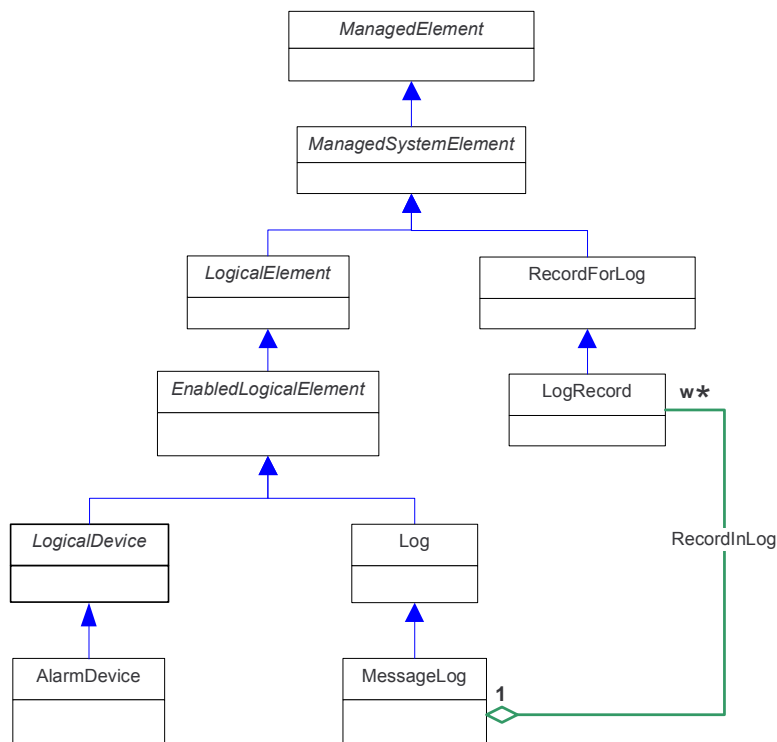 ManagedElement
ManagedSystemElement
LogicalElement
RecordForLog
EnabledLogicalElement
LogRecord
w*
LogicalDevice
Log
RecordInLog
AlarmDevice
MessageLog
1